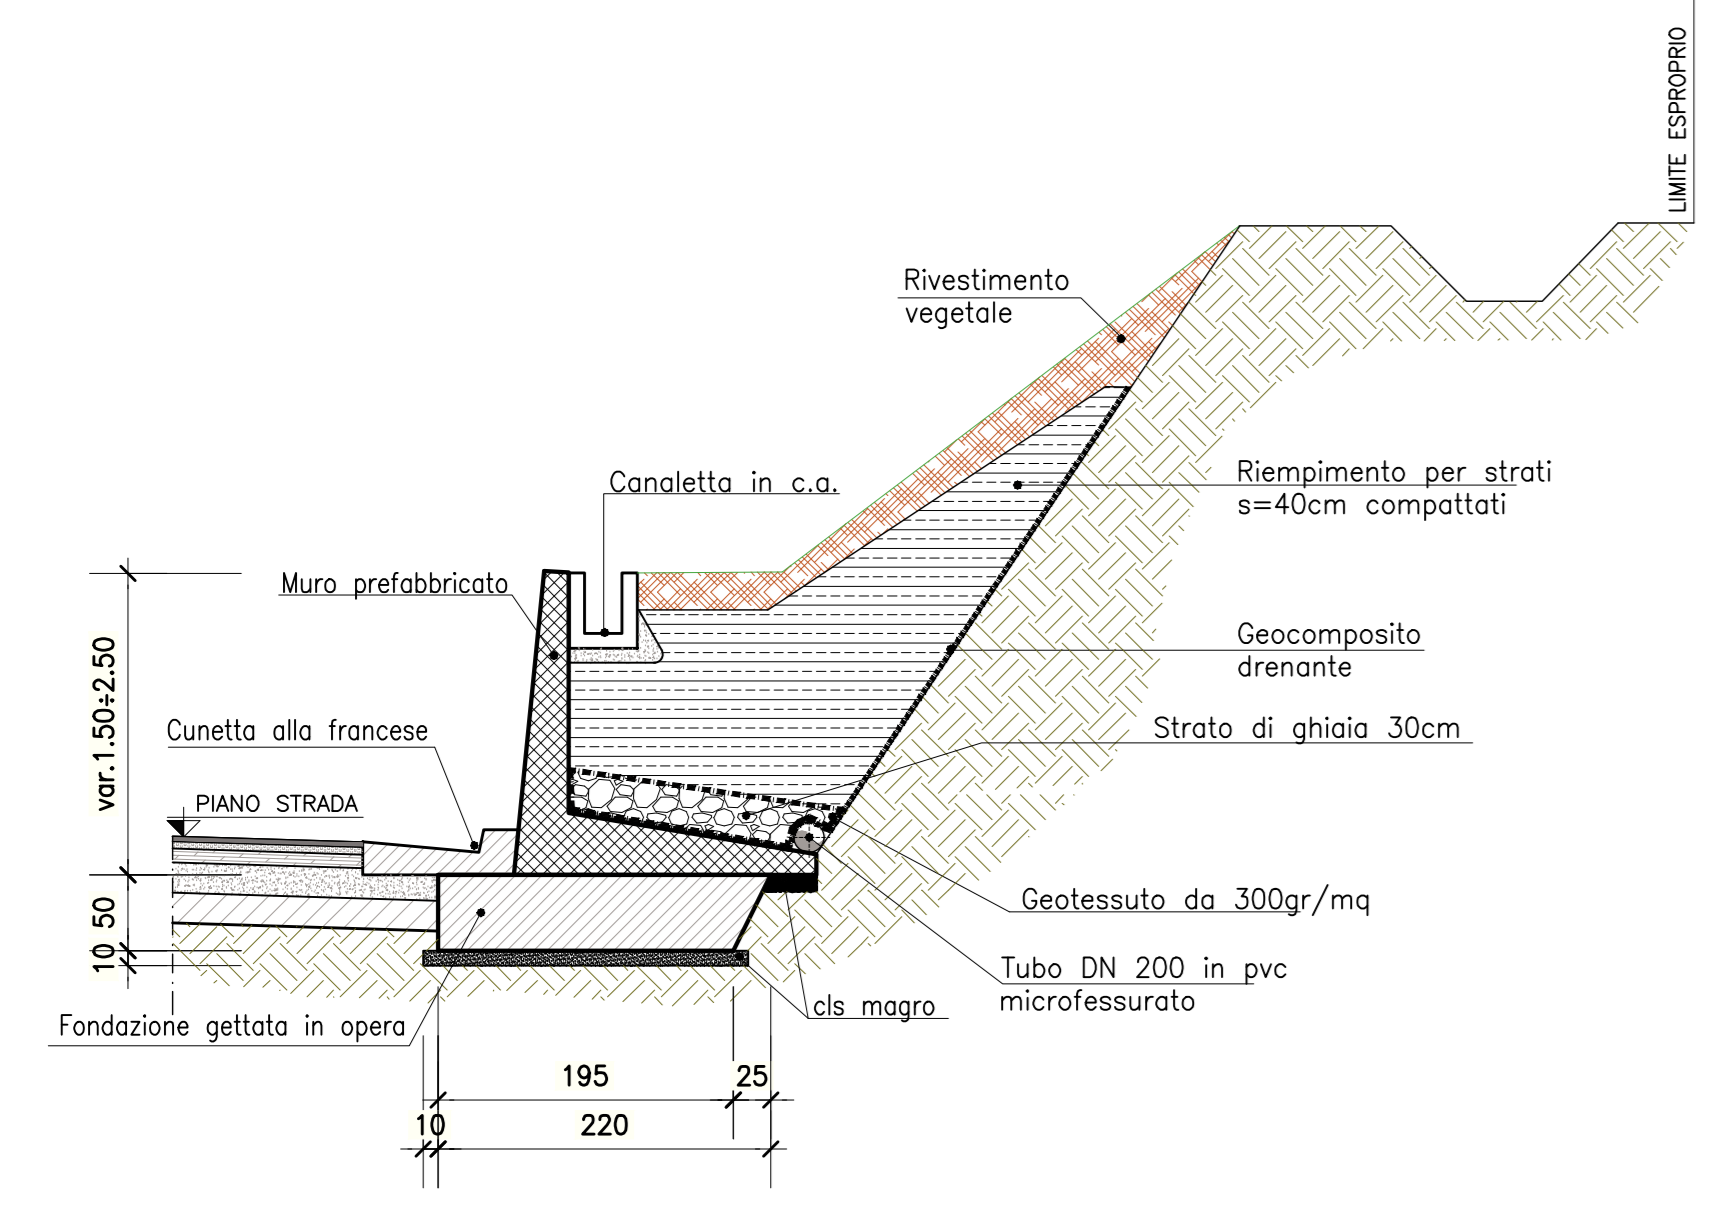 LIMITE ESPROPRIO
Rivestimento
vegetale
Riempimento per strati
s=40cm compattati
Canaletta in c.a.
Muro prefabbricato
Geocomposito
drenante
var.1.50÷2.50
Cunetta alla francese
Strato di ghiaia 30cm
PIANO STRADA
Geotessuto da 300gr/mq
50
10
Tubo DN 200 in pvc
microfessurato
cls magro
Fondazione gettata in opera
195
25
10
220